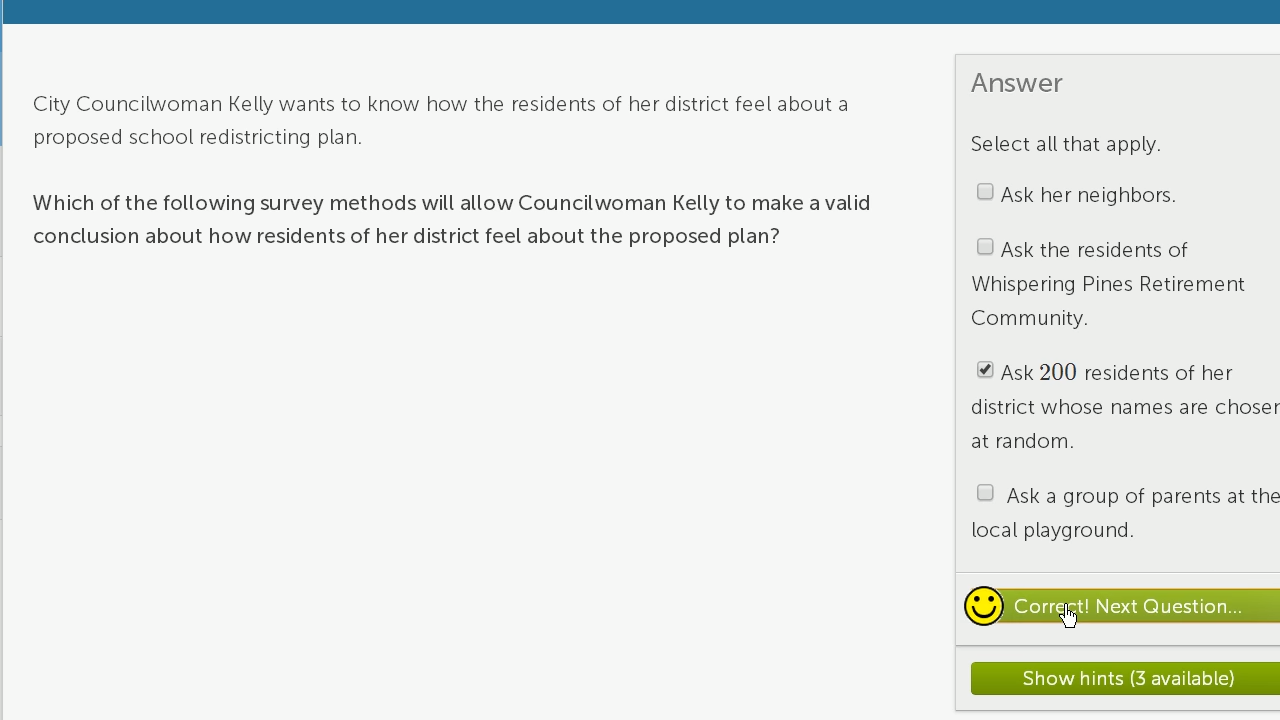 City Councilwoman Kelly wants to know how the residents of her district feel about a
proposed school redistricting plan.
Which of the following survey methods will allow Councilwoman Kelly to make a valid
conclusion about how residents of her district feel about the proposed plan?
Answer
Select all that apply.
Ask her neighbors.
Ask the residents of
Whispering Pines Retirement
Community.
Ask 200 residents of her
district whose names are chosen
at random.
Ask a group of parents at the
local playground.
Correct! Next Question...
Show hints (3 available)